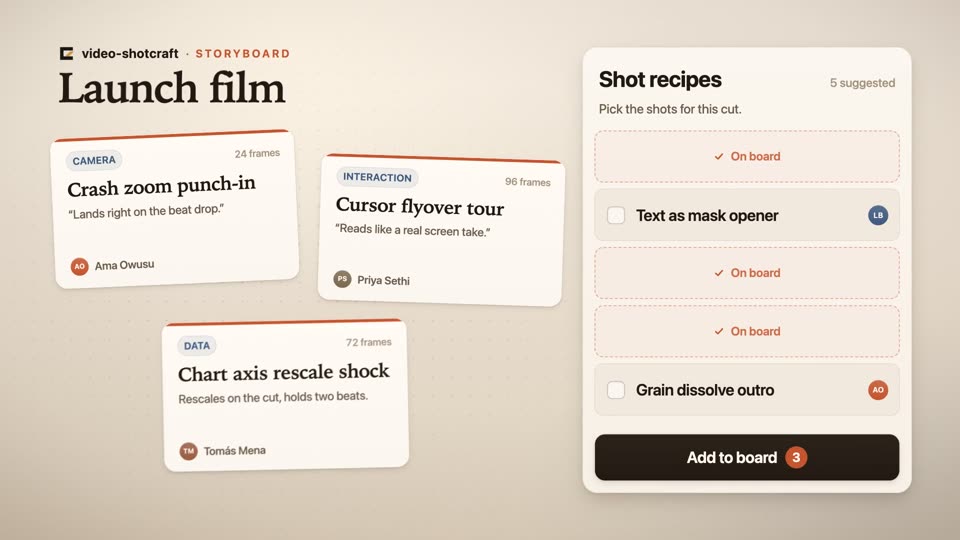 video-shotcraft · STORYBOARD
Launch film
CAMERA
24 frames
Crash zoom punch-in
“Lands right on the beat drop.”
AO
Ama Owusu
INTERACTION
96 frames
Cursor flyover tour
“Reads like a real screen take.”
PS
Priya Sethi
DATA
72 frames
Chart axis rescale shock
Rescales on the cut, holds two beats.
TM
Tomás Mena
Shot recipes
5 suggested
Pick the shots for this cut.
On board
Text as mask opener
LB
On board
On board
Grain dissolve outro
AO
Add to board 3